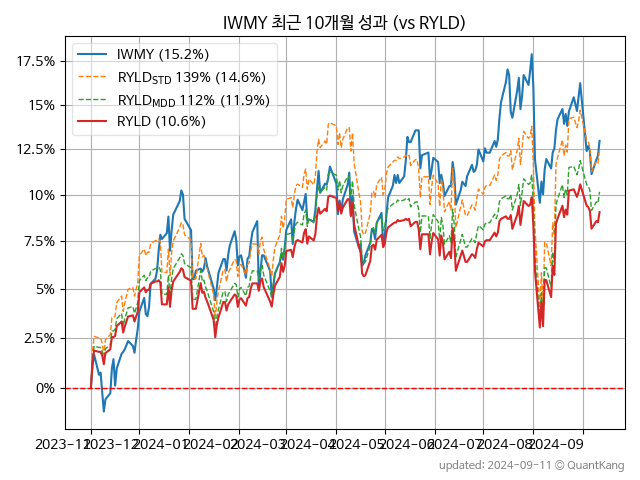 IWMY 최근 10개월 성과 (vs RYLD)
IWMY (15.2%)
RYLD_STD 139% (14.6%)
RYLD_MDD 112% (11.9%)
RYLD (10.6%)
17.5%
15%
12.5%
10%
7.5%
5%
2.5%
0%
2023-11 2023-12 2024-01 2024-02 2024-03 2024-04 2024-05 2024-06 2024-07 2024-08 2024-09
updated: 2024-09-11 © QuantKang